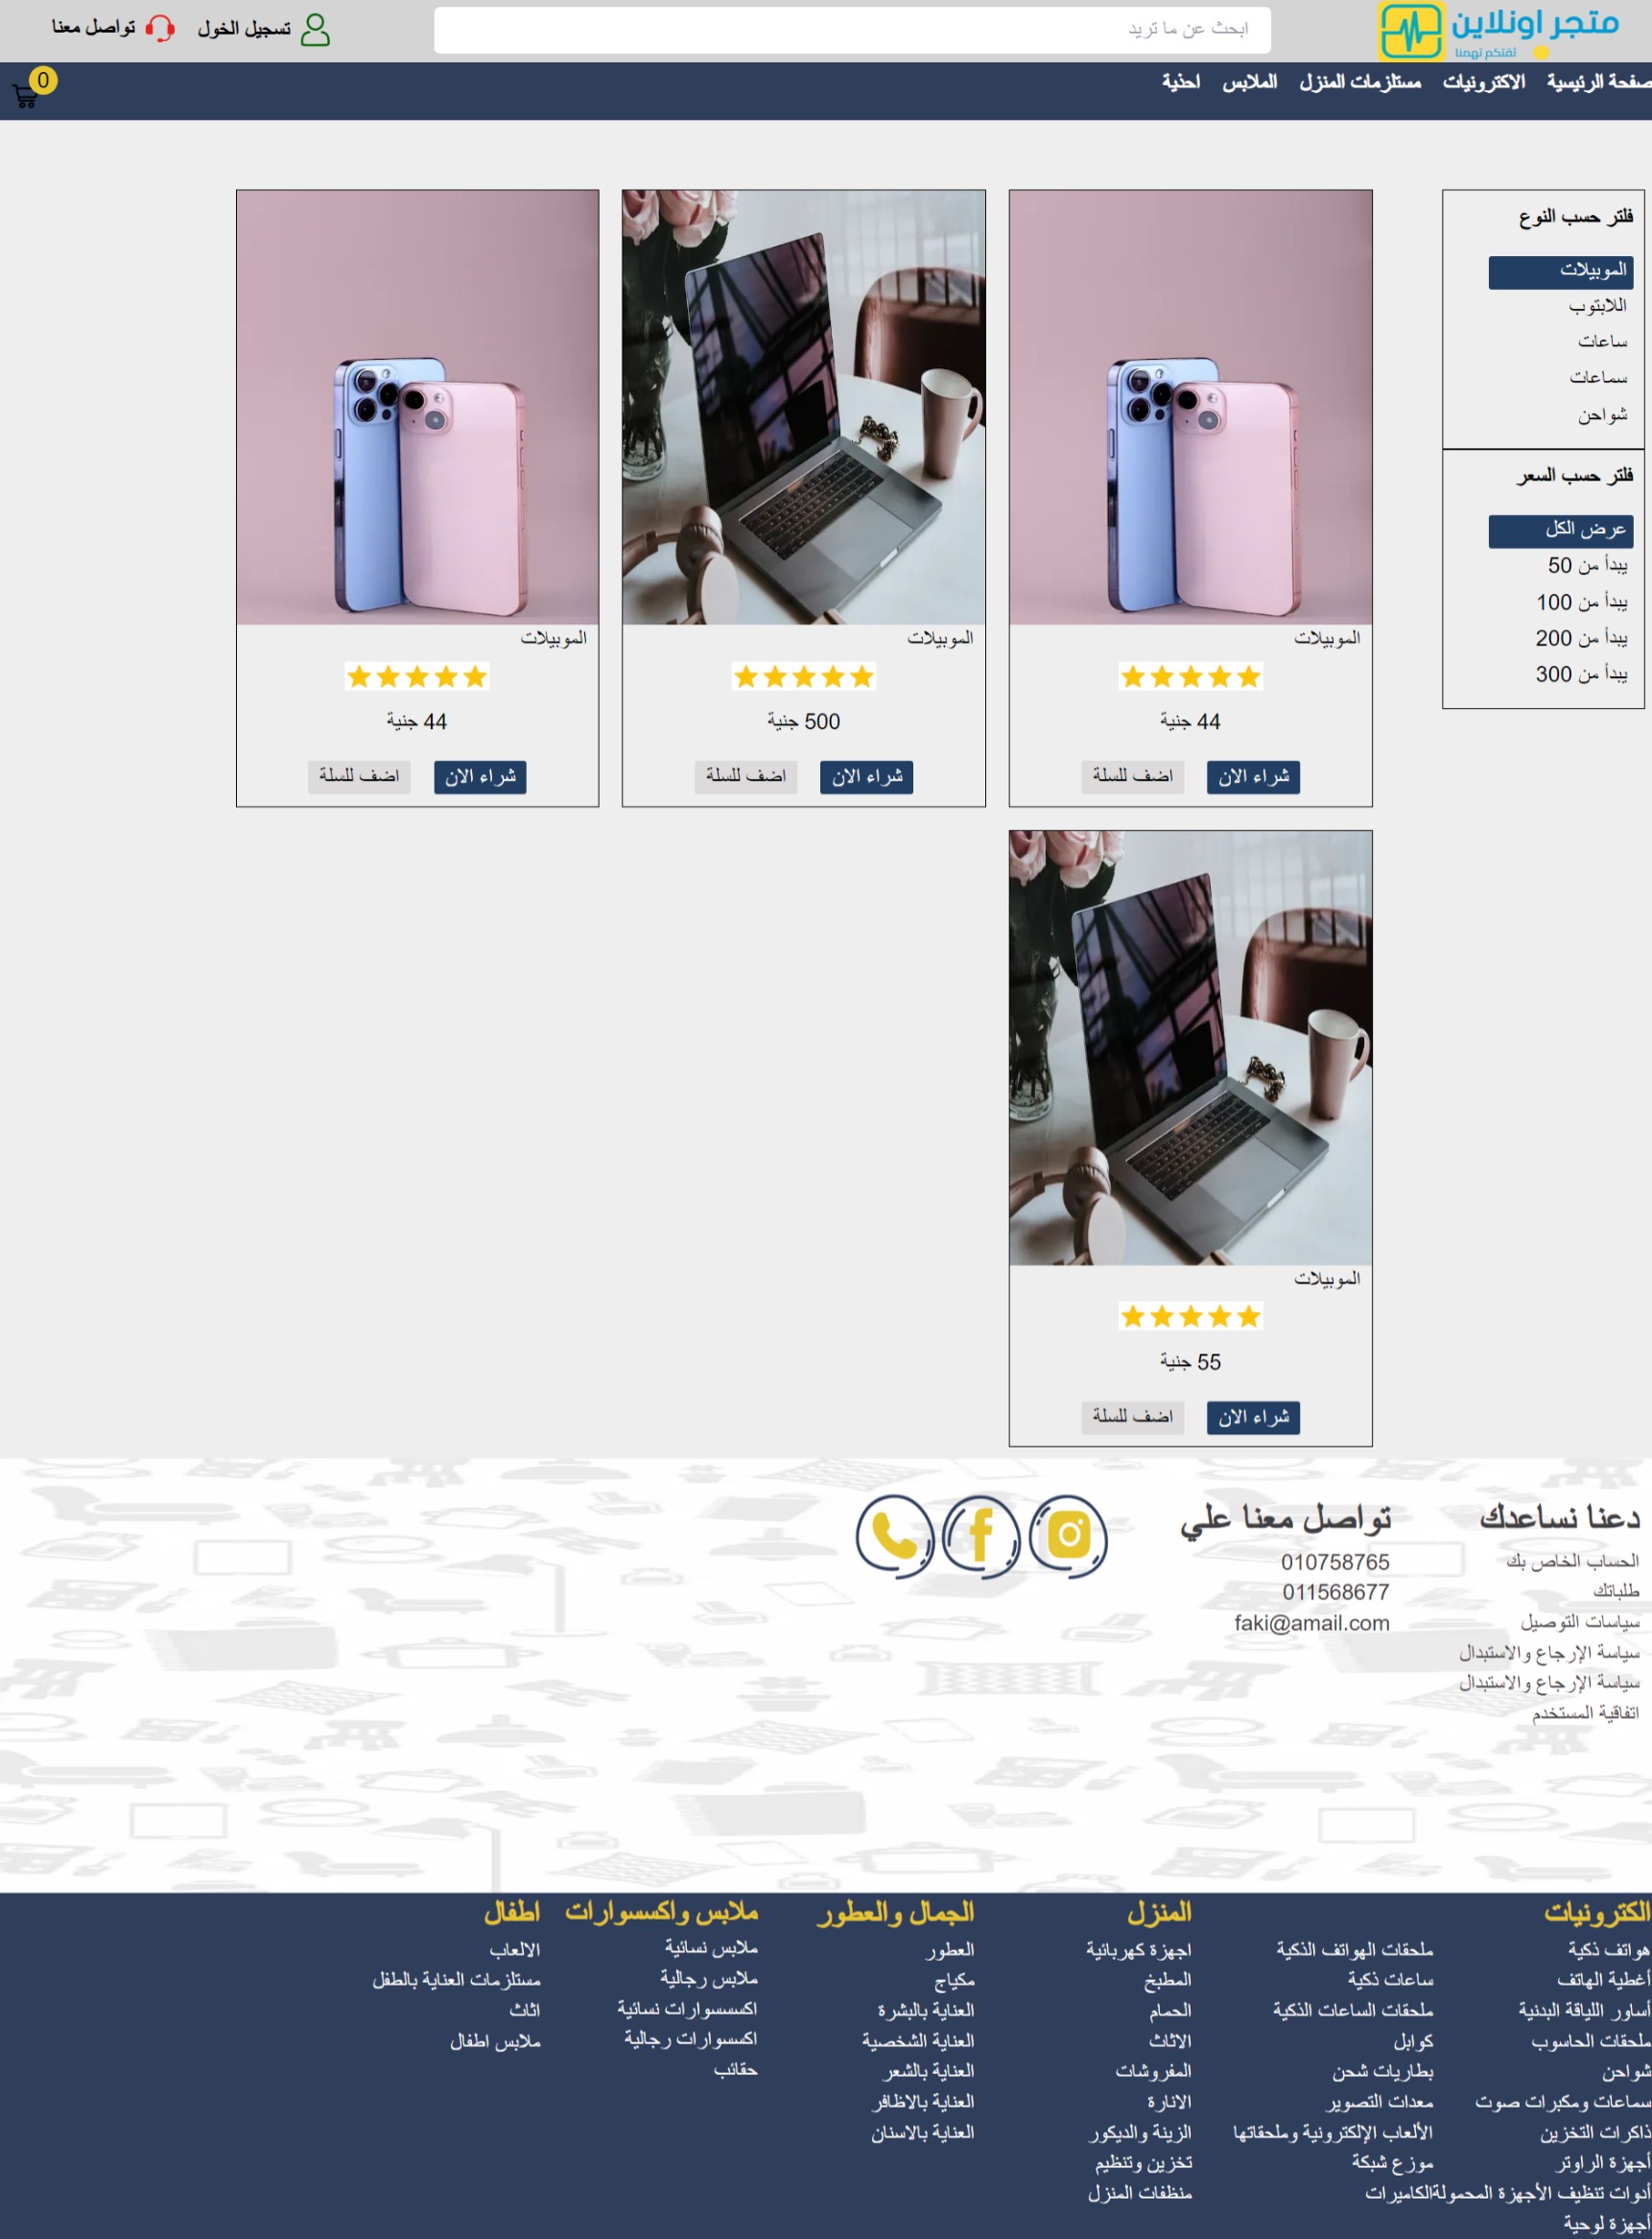 متجر اونلاين
ثقتكم تهمنا
ابحث عن ما تريد
تسجيل الخول
تواصل معنا
صفحة الرئيسية الاكترونيات مستلزمات المنزل الملابس احذية
0
فلتر حسب النوع
الموبيلات
اللابتوب
ساعات
سماعات
شواحن
فلتر حسب السعر
عرض الكل
يبدأ من 50
يبدأ من 100
يبدأ من 200
يبدأ من 300
الموبيلات
44 جنية
شراء الان اضف للسلة
الموبيلات
500 جنية
شراء الان اضف للسلة
الموبيلات
44 جنية
شراء الان اضف للسلة
الموبيلات
55 جنية
شراء الان اضف للسلة
دعنا نساعدك
الحساب الخاص بك
طلباتك
سياسات التوصيل
سياسة الإرجاع والاستبدال
سياسة الإرجاع والاستبدال
اتفاقية المستخدم
تواصل معنا علي
010758765
011568677
faki@amail.com
الكترونيات
هواتف ذكية
أغطية الهاتف
أساور اللياقة البدنية
ملحقات الحاسوب
شواحن
سماعات ومكبرات صوت
ذاكرات التخزين
أجهزة الراوتر
أدوات تنظيف الأجهزة المحمولة
أجهزة لوحية
ملحقات الهواتف الذكية
ساعات ذكية
ملحقات الساعات الذكية
كوابل
بطاريات شحن
معدات التصوير
الألعاب الإلكترونية وملحقاتها
موزع شبكة
الكاميرات
المنزل
اجهزة كهربائية
المطبخ
الحمام
الاثاث
المفروشات
الانارة
الزينة والديكور
تخزين وتنظيم
منظفات المنزل
الجمال والعطور
العطور
مكياج
العناية بالبشرة
العناية الشخصية
العناية بالشعر
العناية بالاظافر
العناية بالاسنان
ملابس واكسسوارات
ملابس نسائية
ملابس رجالية
اكسسسوارات نسائية
اكسسوارات رجالية
حقائب
اطفال
الالعاب
مستلزمات العناية بالطفل
اثاث
ملابس اطفال